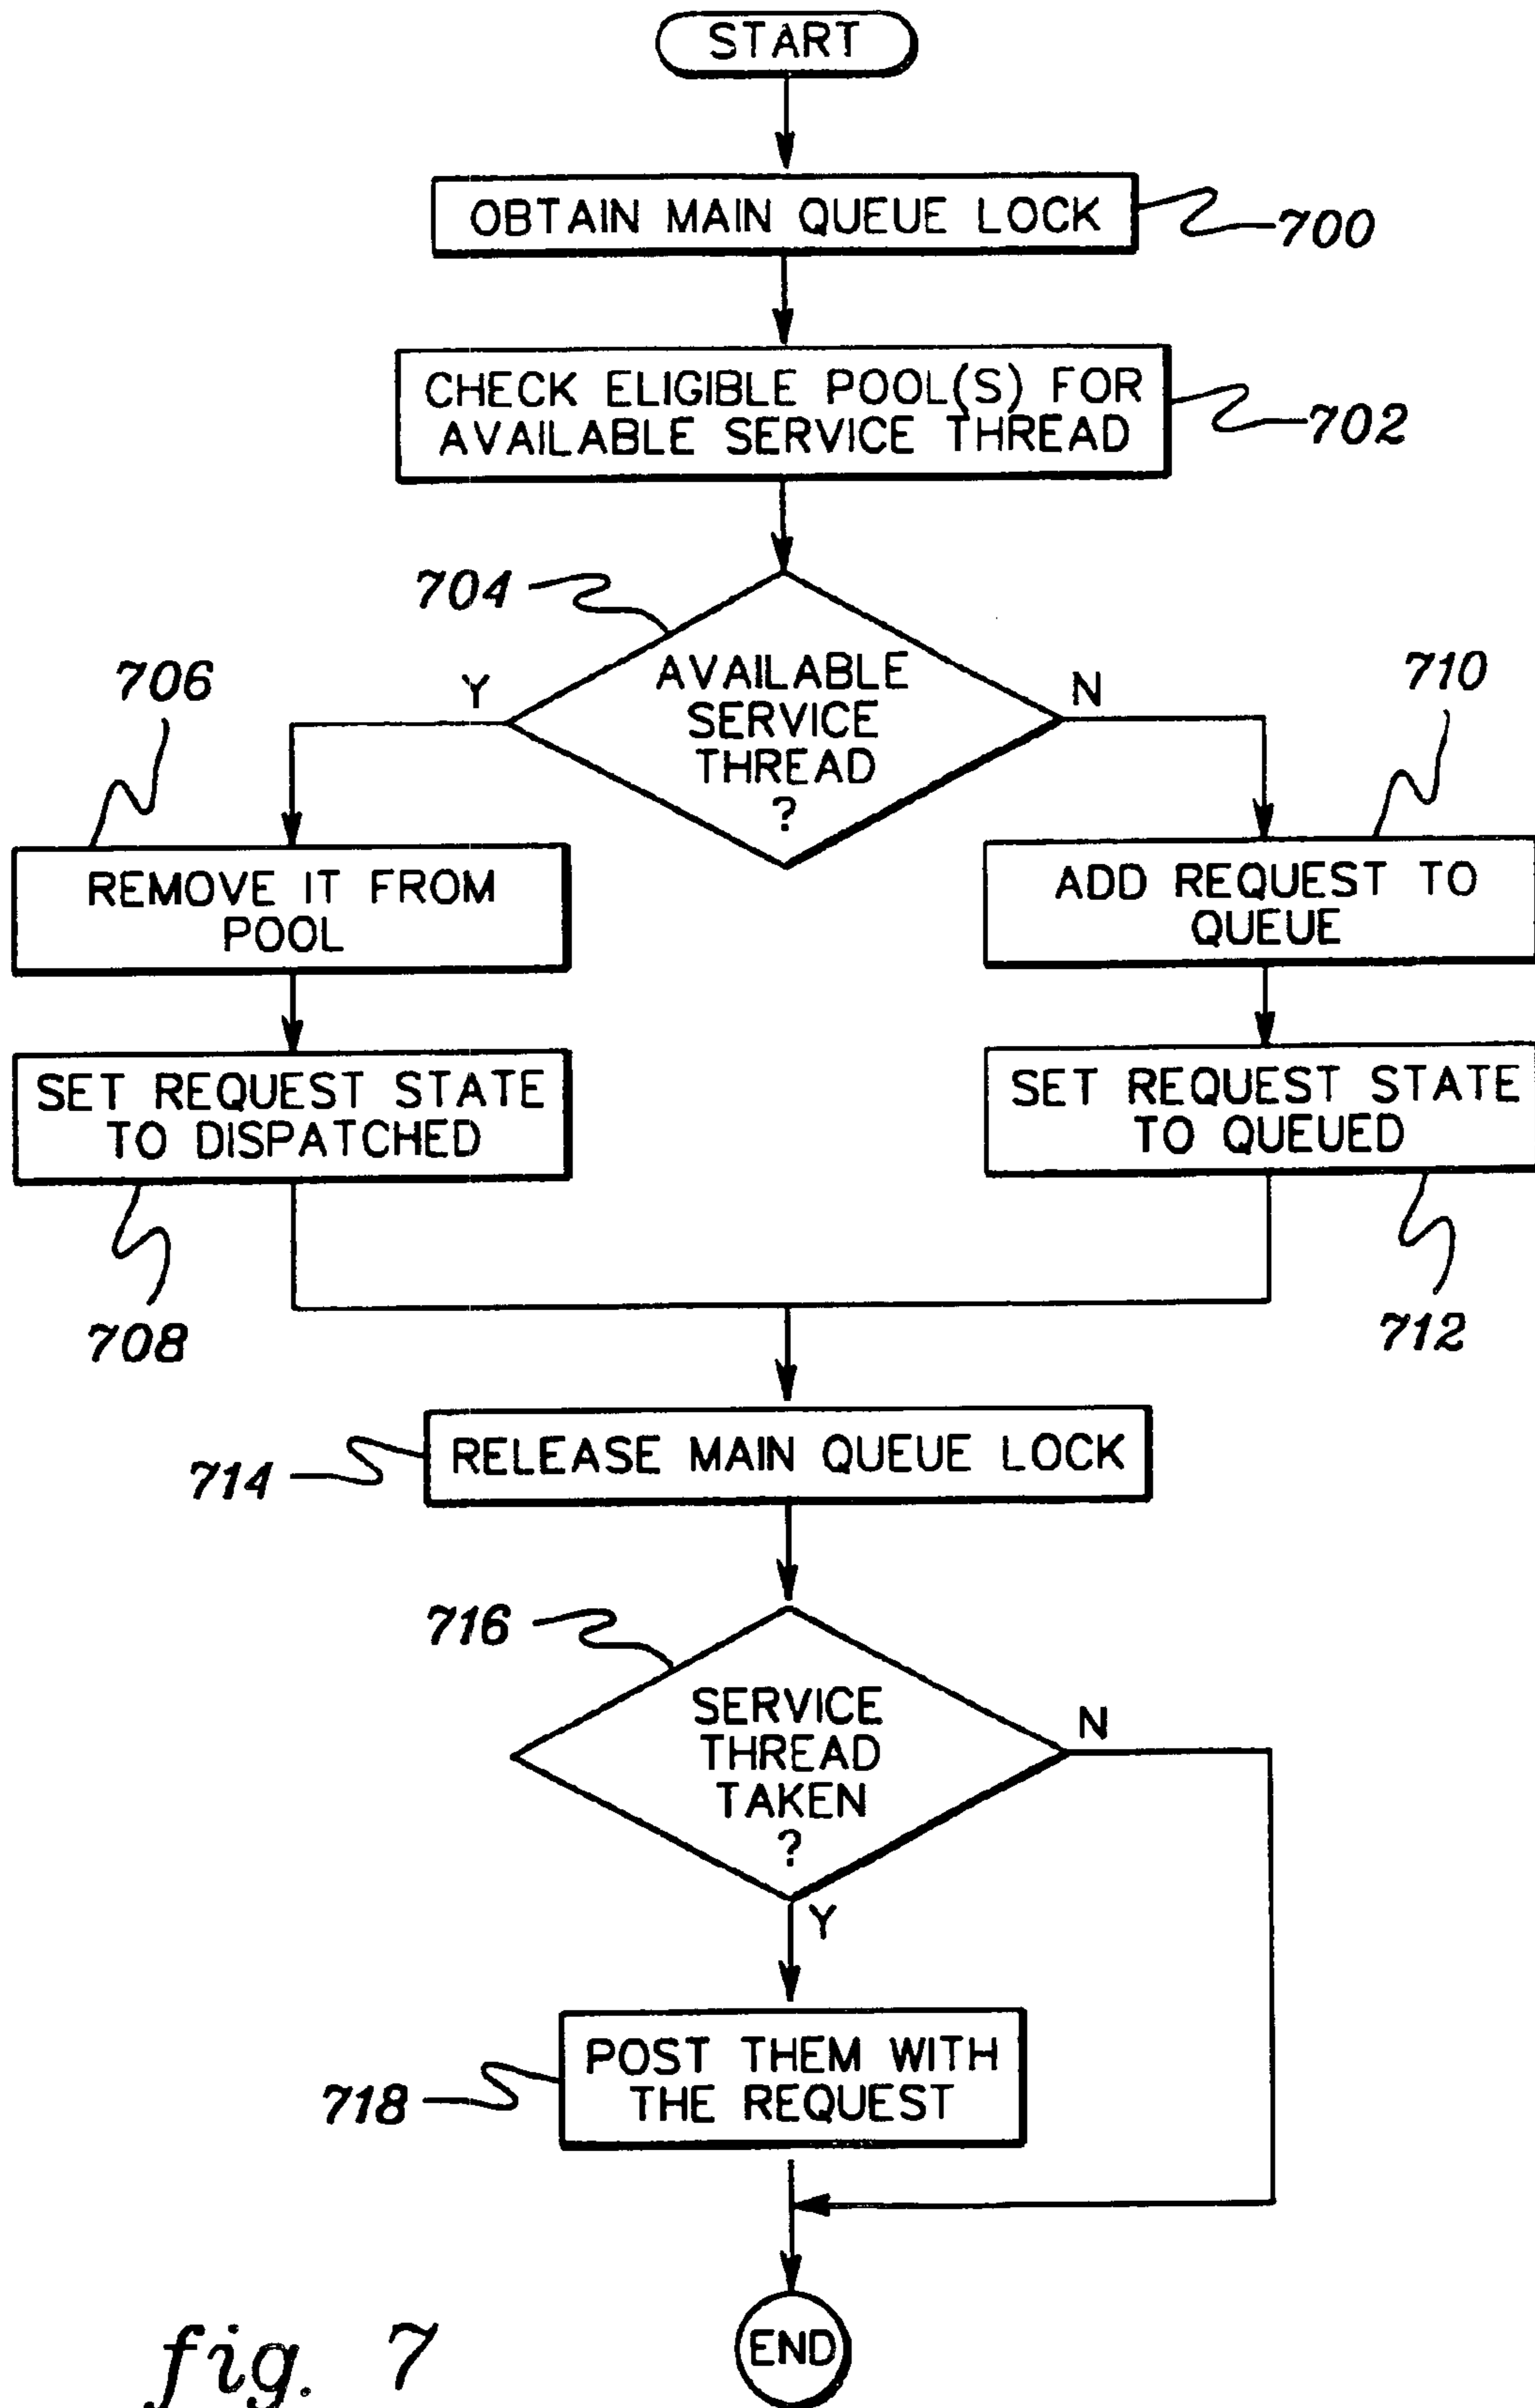 START
OBTAIN MAIN QUEUE LOCK
700
CHECK ELIGIBLE POOL(S) FOR
AVAILABLE SERVICE THREAD
702
704
AVAILABLE
SERVICE
THREAD
?
Y
N
706
710
REMOVE IT FROM
POOL
ADD REQUEST TO
QUEUE
SET REQUEST STATE
TO DISPATCHED
SET REQUEST STATE
TO QUEUED
708
712
RELEASE MAIN QUEUE LOCK
714
716
SERVICE
THREAD
TAKEN
?
N
Y
POST THEM WITH
THE REQUEST
718
END
fig. 7